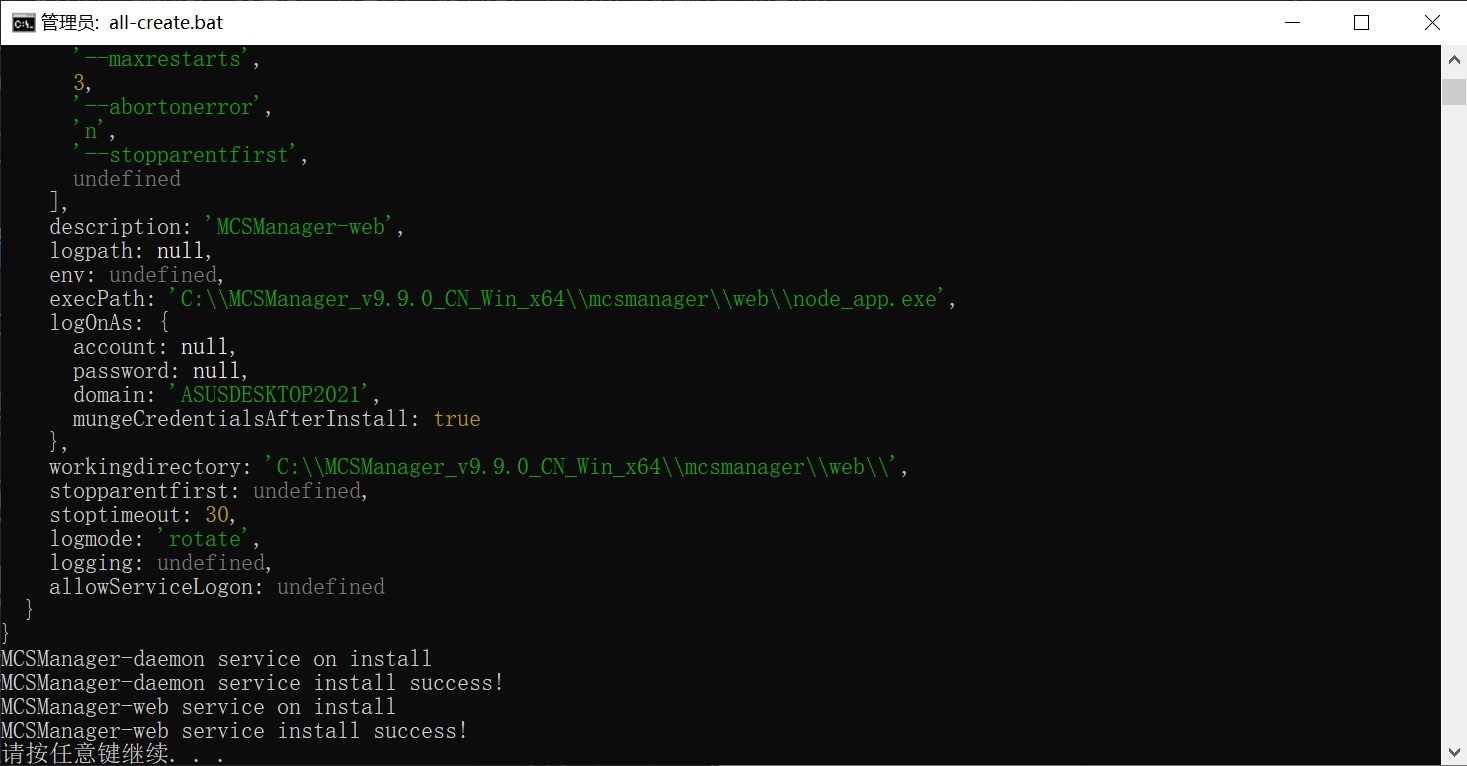 管理员: all-create.bat
'--maxrestarts',
3,
'--abortonerror',
'n',
'--stopparentfirst',
undefined
],
description: 'MCSManager-web',
logpath: null,
env: undefined,
execPath: 'C:\\MCSManager_v9.9.0_CN_Win_x64\\mcsmanager\\web\\node_app.exe',
logOnAs: {
account: null,
password: null,
domain: 'ASUSDESKTOP2021',
mungeCredentialsAfterInstall: true
},
workingdirectory: 'C:\\MCSManager_v9.9.0_CN_Win_x64\\mcsmanager\\web\\',
stopparentfirst: undefined,
stoptimeout: 30,
logmode: 'rotate',
logging: undefined,
allowServiceLogon: undefined
}
}
MCSManager-daemon service on install
MCSManager-daemon service install success!
MCSManager-web service on install
MCSManager-web service install success!
请按任意键继续. . .